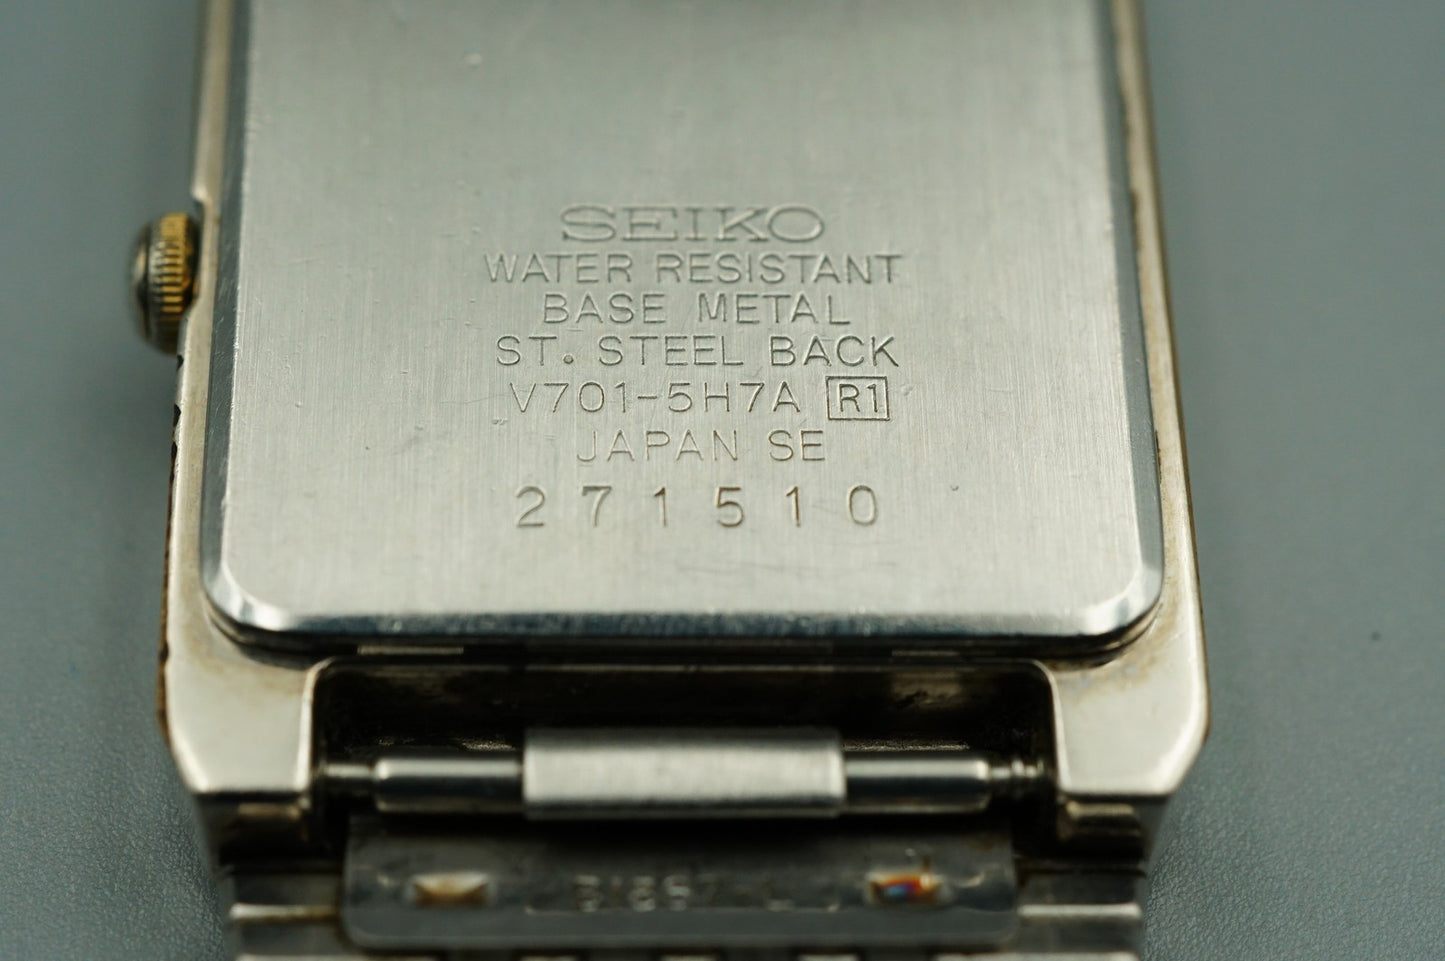 SEIKO
WATER RESISTANT
BASE METAL
ST. STEEL BACK
V701-5H7A R1
JAPAN SE
271510